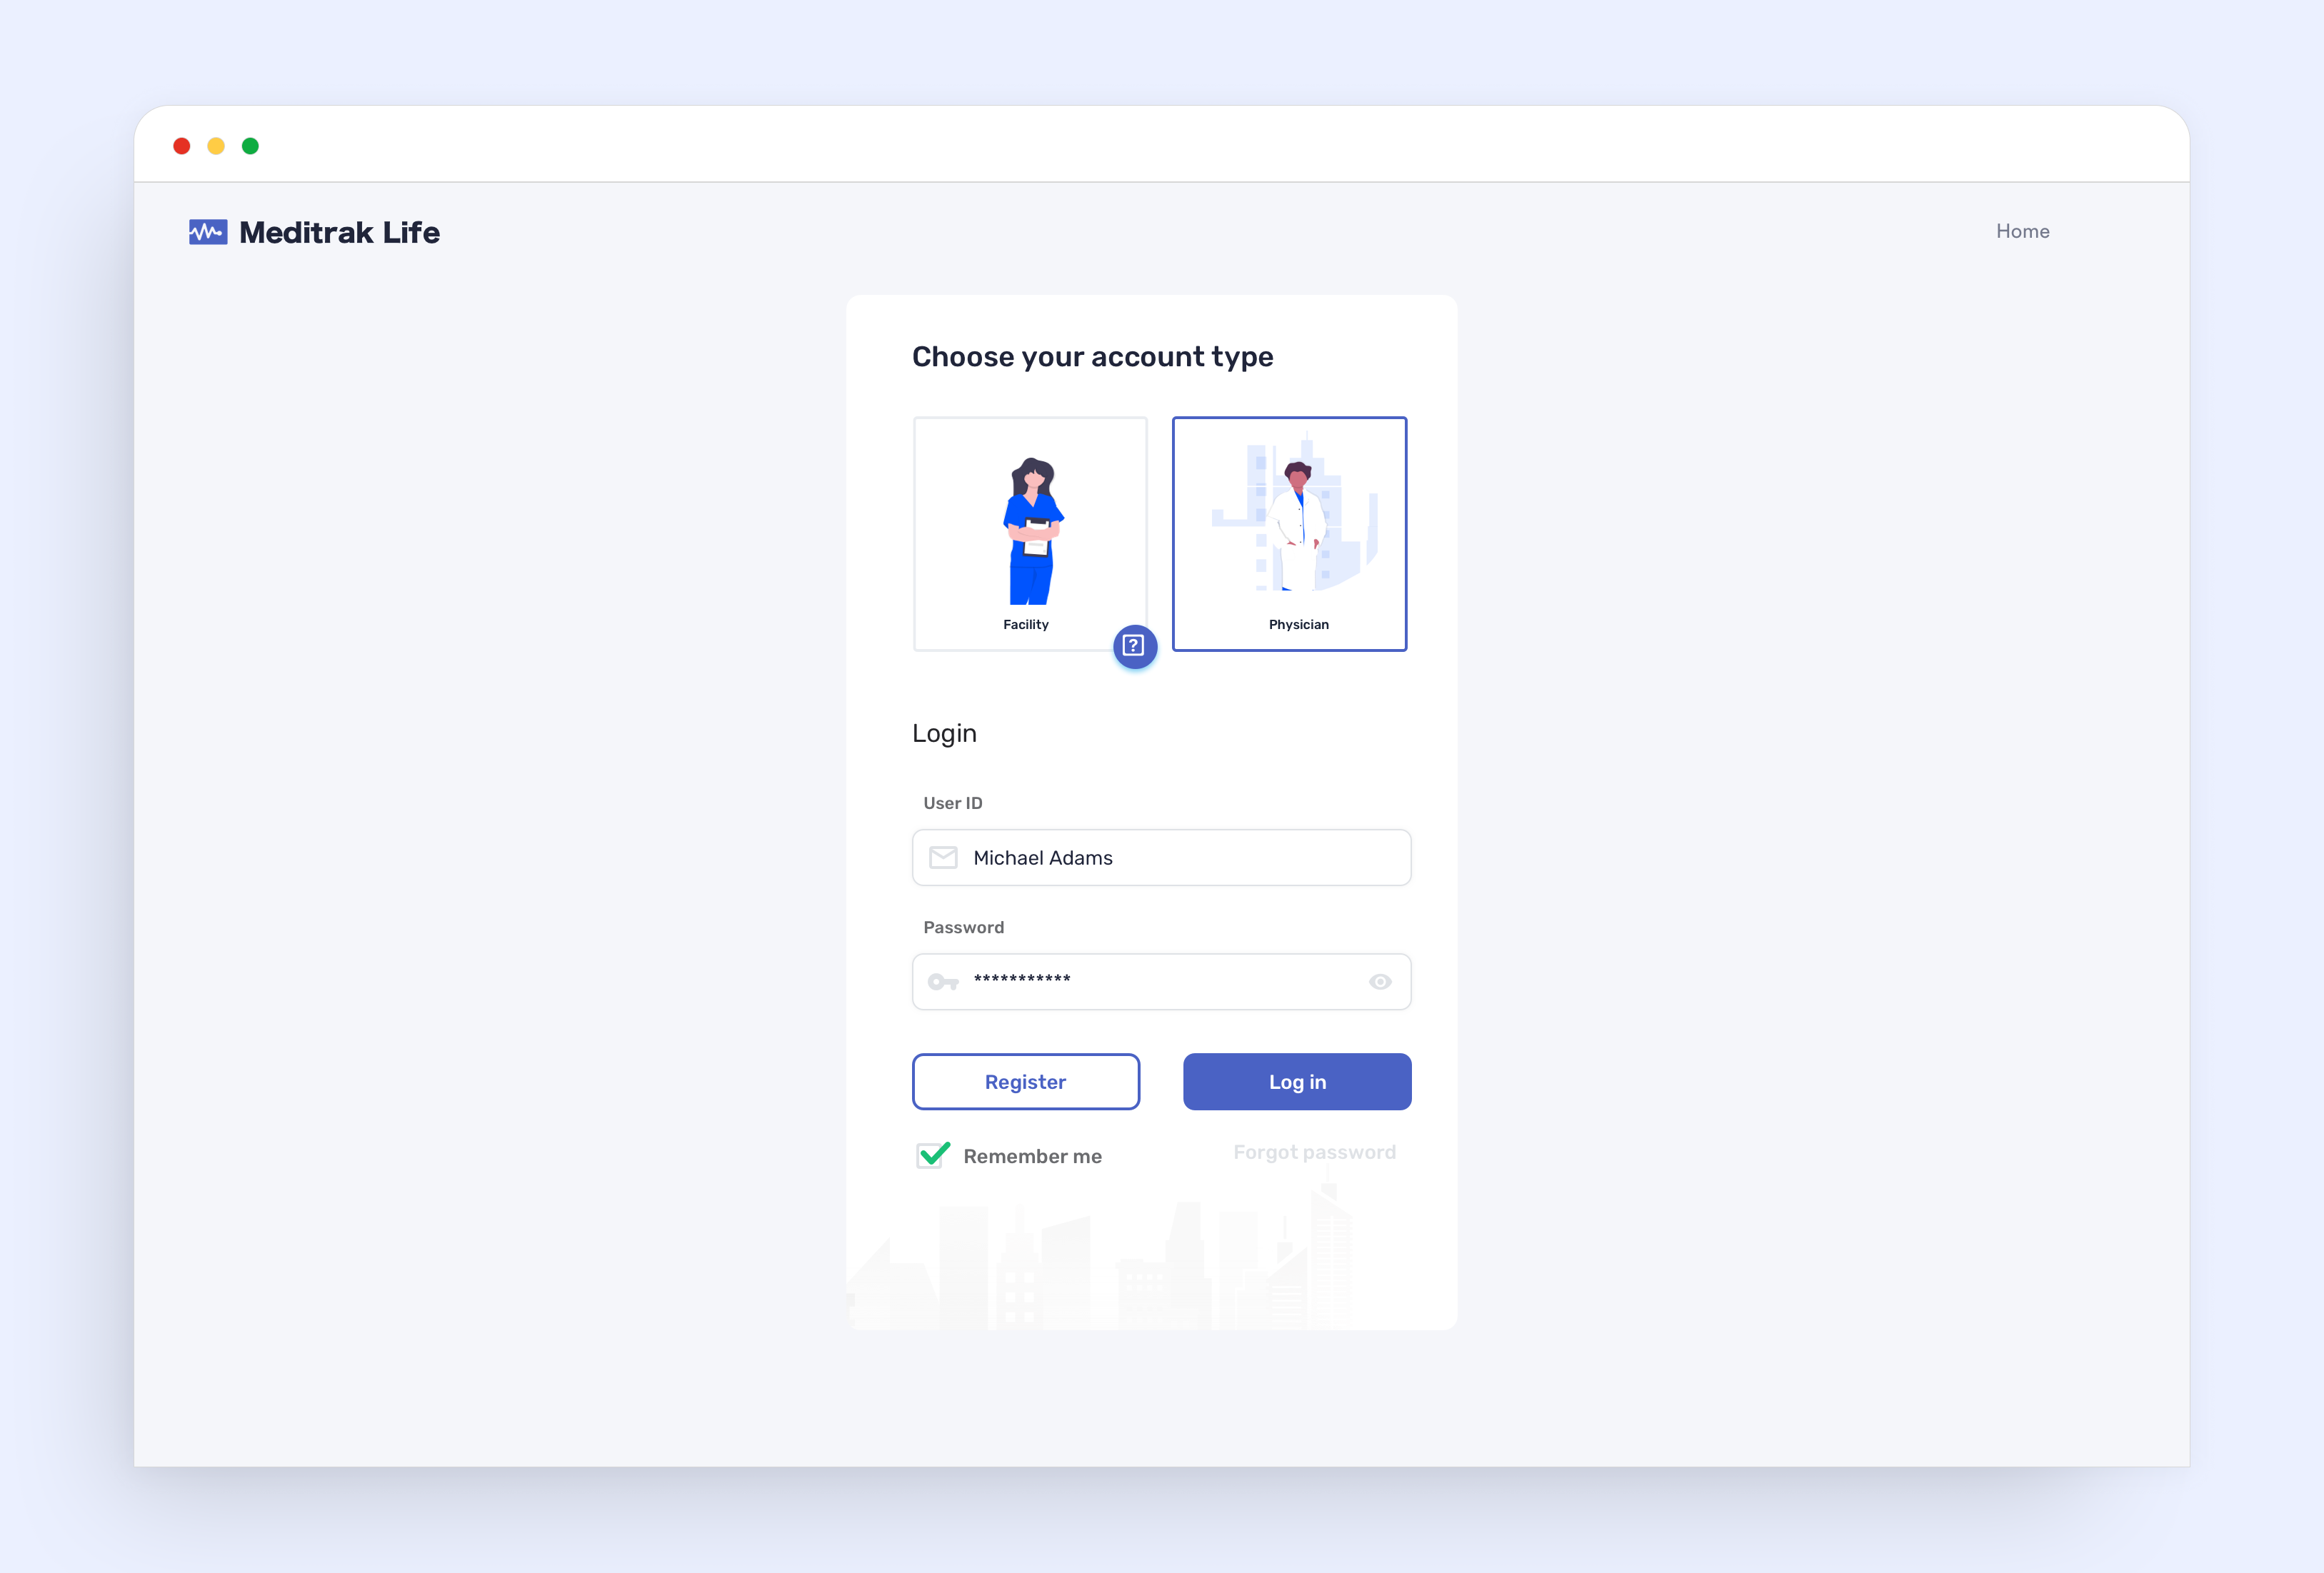 Meditrak Life
Home
Choose your account type
Facility
Physician
?
Login
User ID
Michael Adams
Password
***********
Register
Log in
Remember me
Forgot password